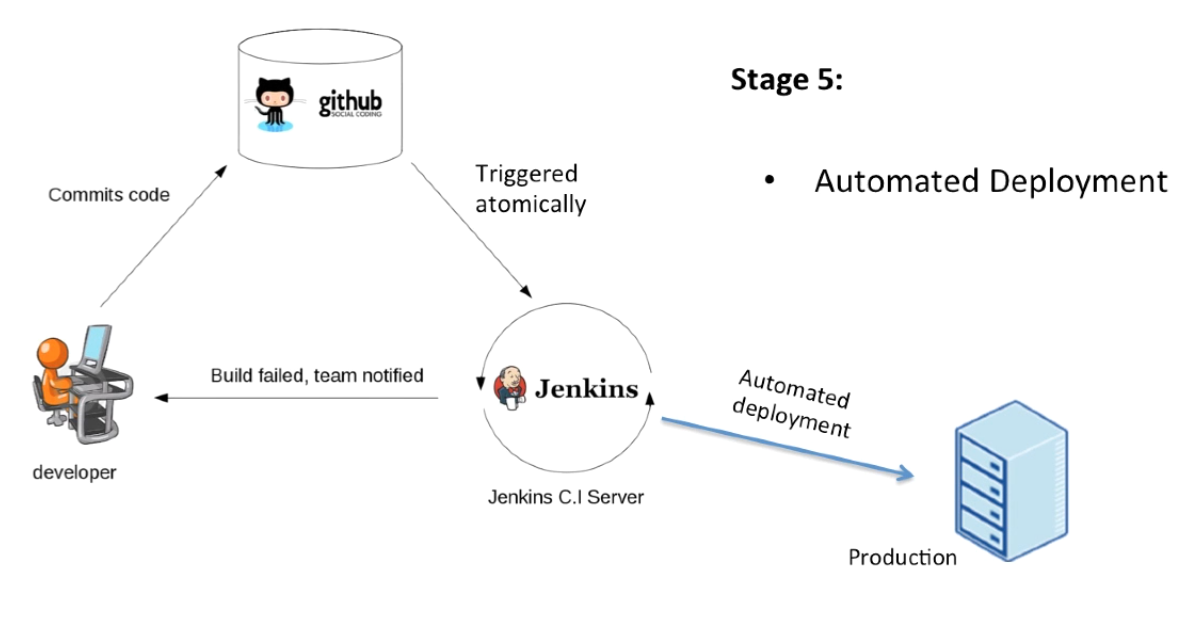 github
SOCIAL CODING
Stage 5:
• Automated Deployment
Commits code
Triggered
atomically
Build failed, team notified
Jenkins
Automated
deployment
developer
Jenkins C.I Server
Production